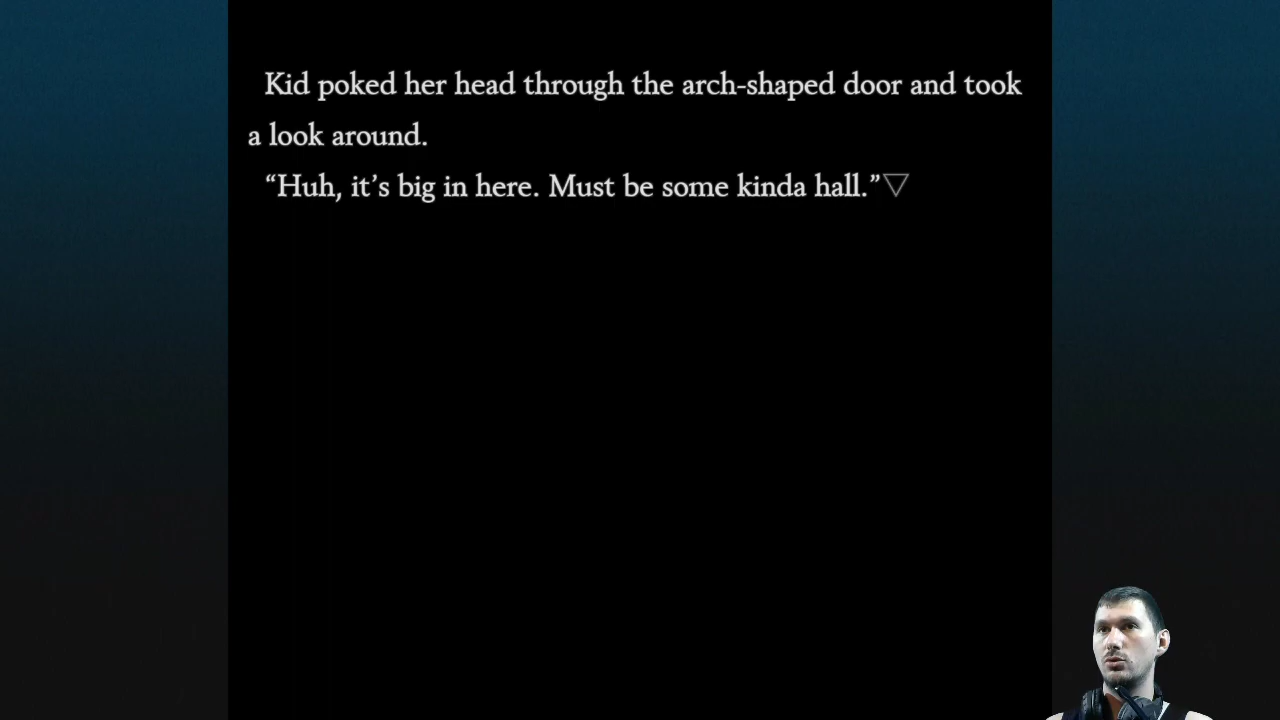 Kid poked her head through the arch-shaped door and took
a look around.
“Huh, it’s big in here. Must be some kinda hall.”▽